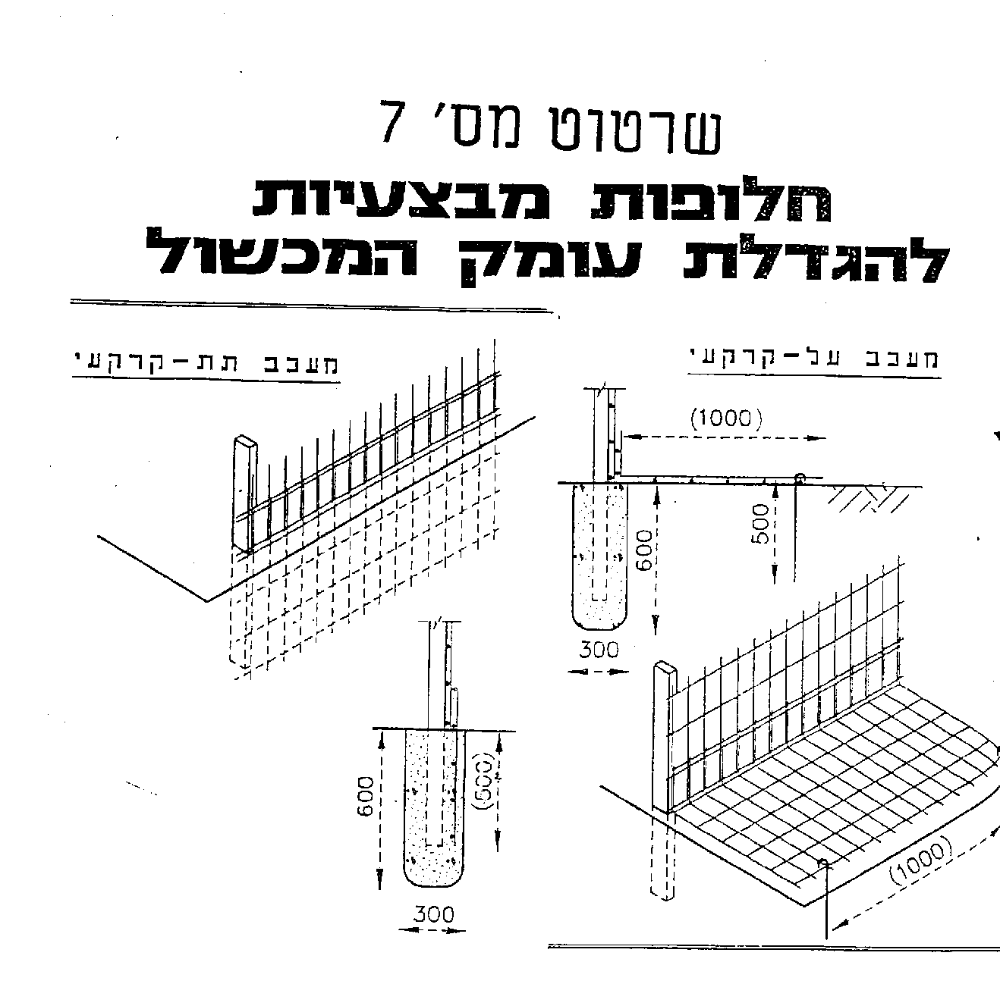 שרטוט מס' 7
חלופות מבצעיות
להגדלת עומק המכשול
מעכב על-קרקעי
מעכב תת-קרקעי
(1000)
600
500
300
(1000)
600
(500)
300